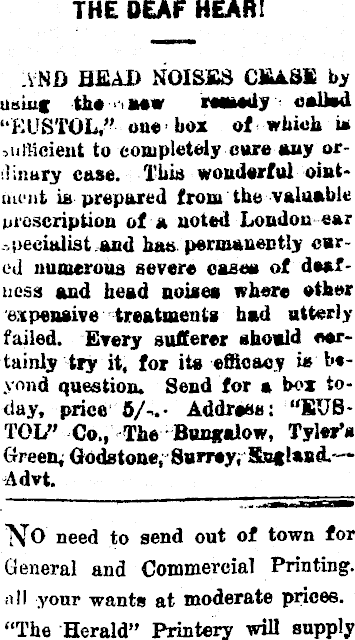 THE DEAF HEAR!
AND HEAD NOISES CEASE by
using the new remedy called
"EUSTOL," one box of which is
sufficient to completely cure any or-
dinary case. This wonderful oint-
ment is prepared from the valuable
prescription of a noted London ear
specialist and has permanently cur-
ed numerous severe cases of deaf-
ness and head noises where other
expensive treatments had utterly
failed. Every sufferer should cer-
tainly try it, for its efficacy is be-
yond question. Send for a box to-
day, price 5/-. Address: "EUS-
TOL" Co., The Bungalow, Tyler's
Green, Godstone, Surrey, England.—
Advt.
NO need to send out of town for
General and Commercial Printing.
all your wants at moderate prices.
"The Herald" Printery will supply